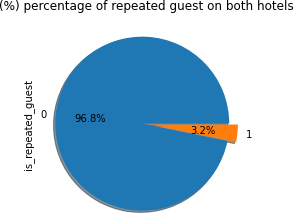 (%) percentage of repeated guest on both hotels
is_repeated_guest
0
96.8%
3.2%
1